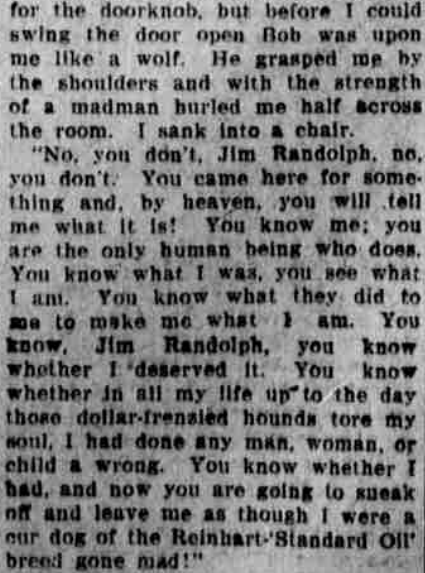 for the doorknob, but before I could
swing the door open Bob was upon
me like a wolf. He grasped me by
the shoulders and with the strength
of a madman hurled me half across
the room. I sank into a chair.
"No, you don't, Jim Randolph, no,
you don't. You came here for some-
thing and, by heaven, you will tell
me what it is! You know me; you
are the only human being who does.
You know what I was, you see what
I am. You know what they did to
me to make me what I am. You
know, Jim Randolph, you know
whether I deserved it. You know
whether in all my life up to the day
those dollar-frenzied hounds tore my
soul, I had done any man, woman, or
child a wrong. You know whether I
had, and now you are going to sneak
off and leave me as though I were a
cur dog of the Reinhart-'Standard Oil'
breed gone mad!"